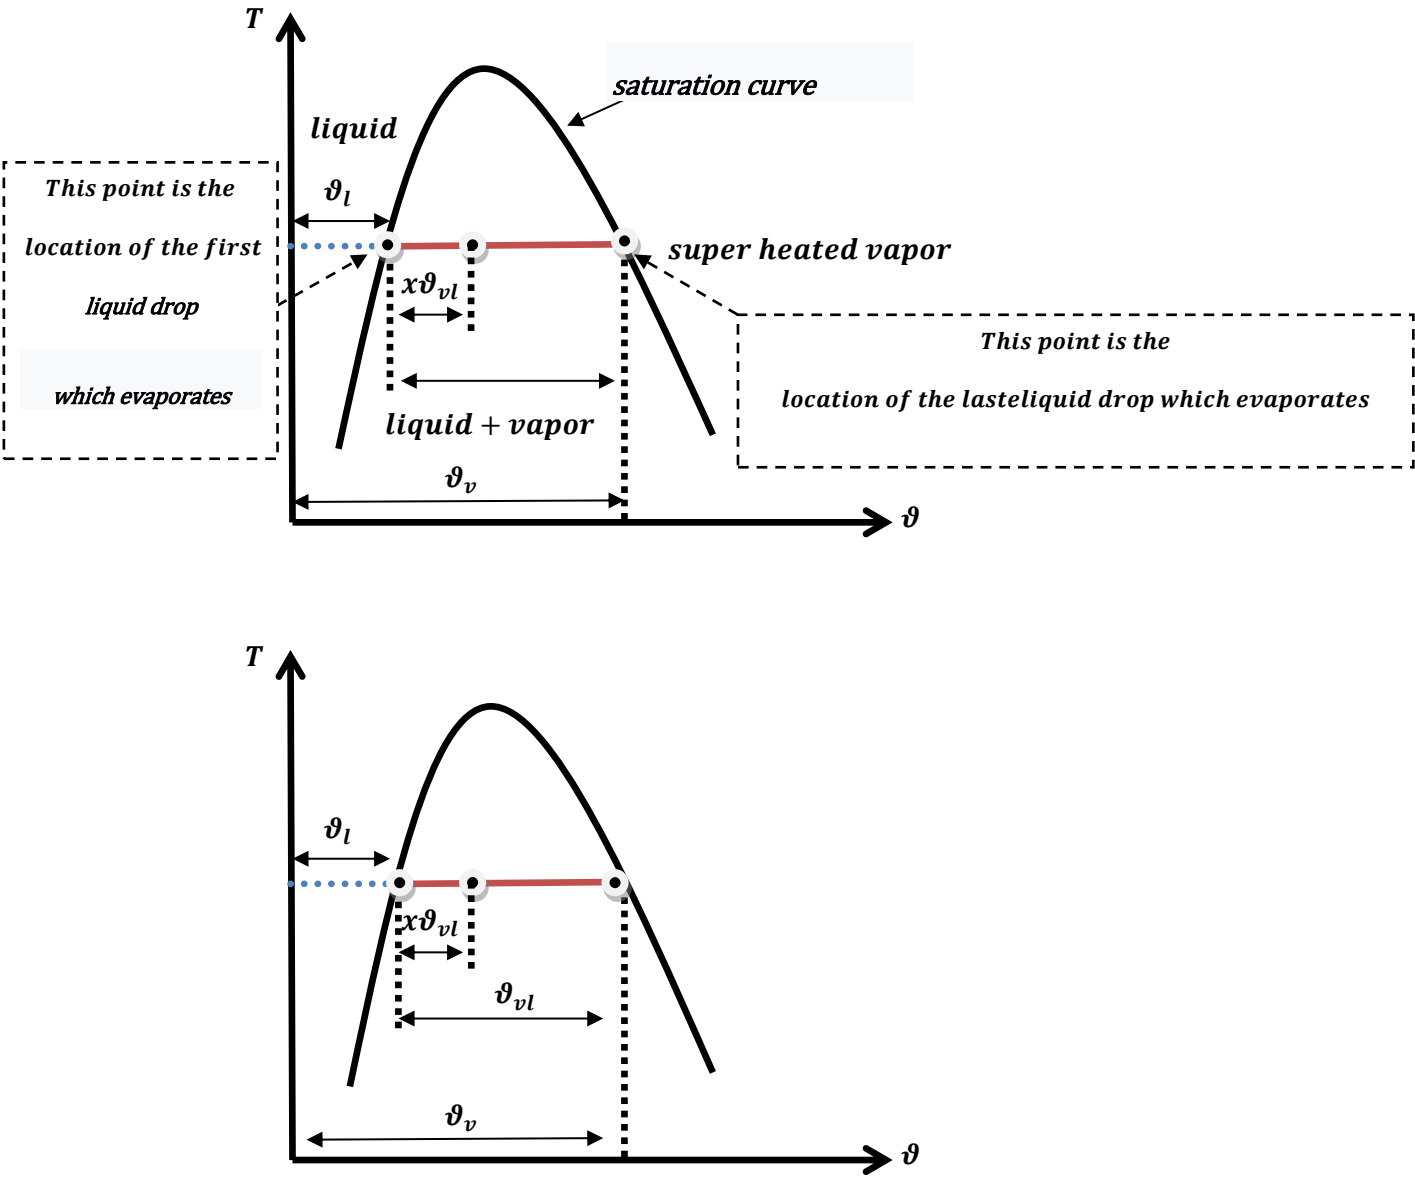 T
saturation curve
liquid
This point is the
location of the first
liquid drop
which evaporates
ϑl
super heated vapor
xϑvl
This point is the
location of the lasteliquid drop which evaporates
liquid + vapor
ϑv
ϑ
T
ϑl
xϑvl
ϑvl
ϑv
ϑ